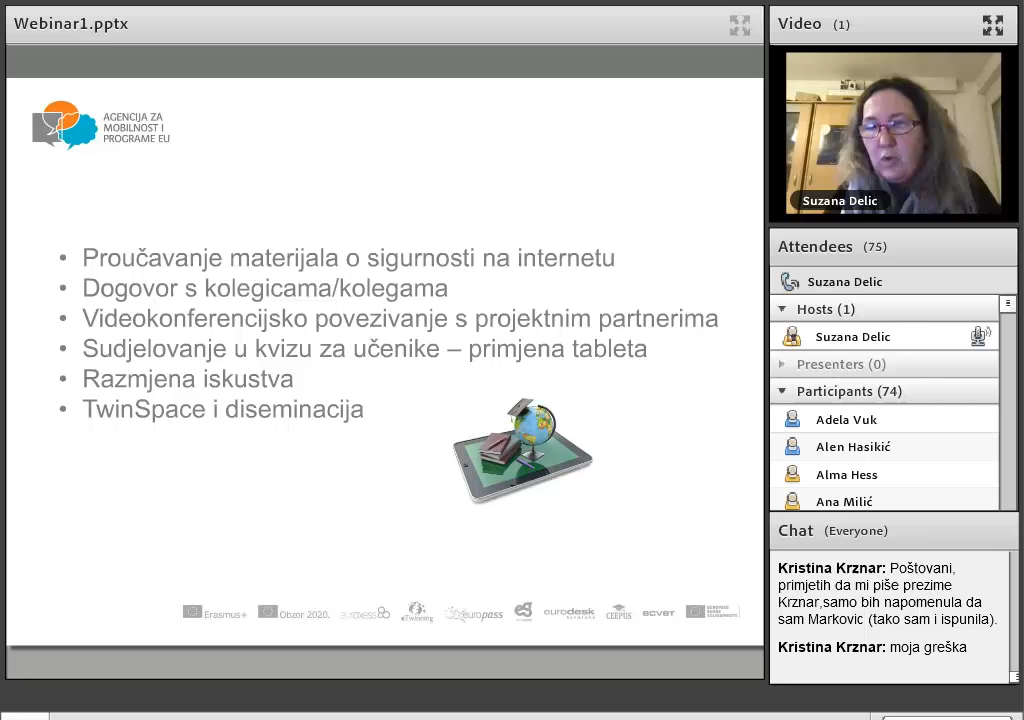 Webinar1.pptx
AGENCIJA ZA
MOBILNOST I
PROGRAME EU
• Proučavanje materijala o sigurnosti na internetu
• Dogovor s kolegicama/kolegama
• Videokonferencijsko povezivanje s projektnim partnerima
• Sudjelovanje u kvizu za učenike – primjena tableta
• Razmjena iskustva
• TwinSpace i diseminacija
Erasmus+
Obzor 2020.
euroguidance
eTwinning
europass
eurodesk
CEEPUS
ECVET
Video (1)
Suzana Delic
Attendees (75)
Suzana Delic
Hosts (1)
Suzana Delic
Presenters (0)
Participants (74)
Adela Vuk
Alen Hasikić
Alma Hess
Ana Milić
Chat (Everyone)
Kristina Krznar: Poštovani,
primjetih da mi piše prezime
Krznar,samo bih napomenula da
sam Markovic (tako sam i ispunila).
Kristina Krznar: moja greška